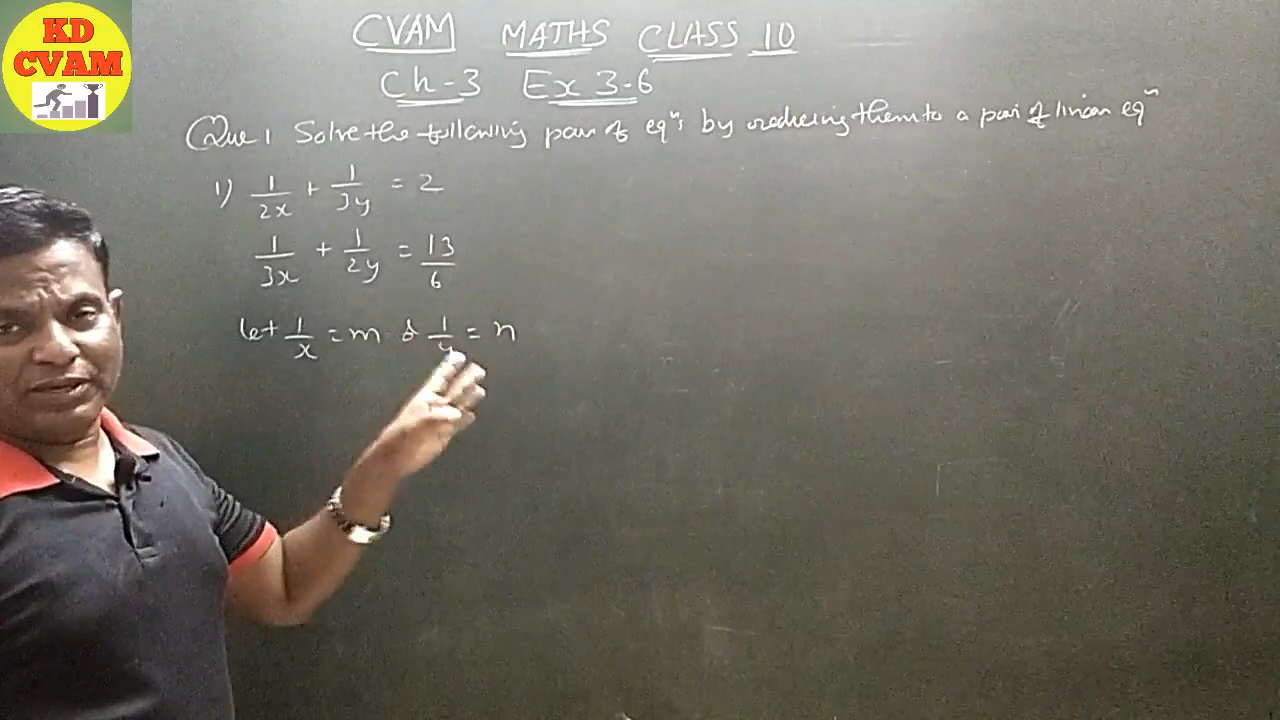 KD
CVAM
CVAM MATHS CLASS 10
Ch-3 Ex 3.6
Que 1 Solve the following pair of eqⁿs by reducing them to a pair of linear eqⁿ
1) 1/2x + 1/3y = 2
1/3x + 1/2y = 13/6
let 1/x = m & 1/y = n